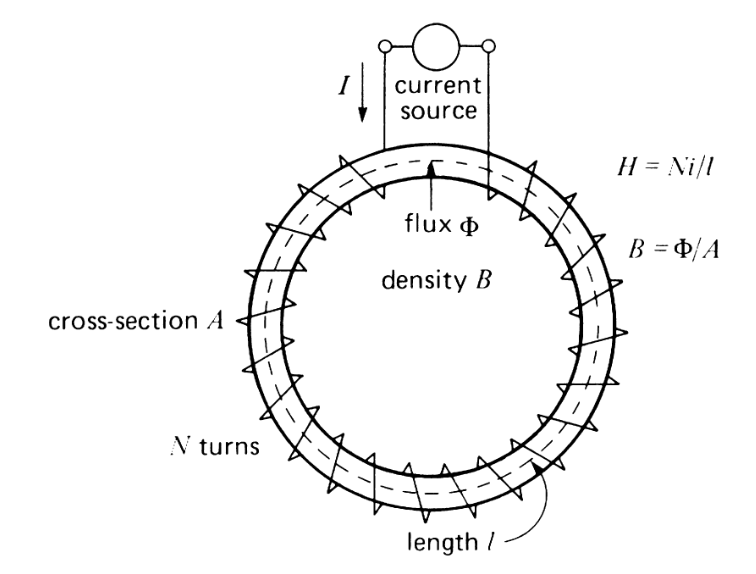 I
current
source
H = Ni/l
flux Φ
B = Φ/A
density B
cross-section A
N turns
length l